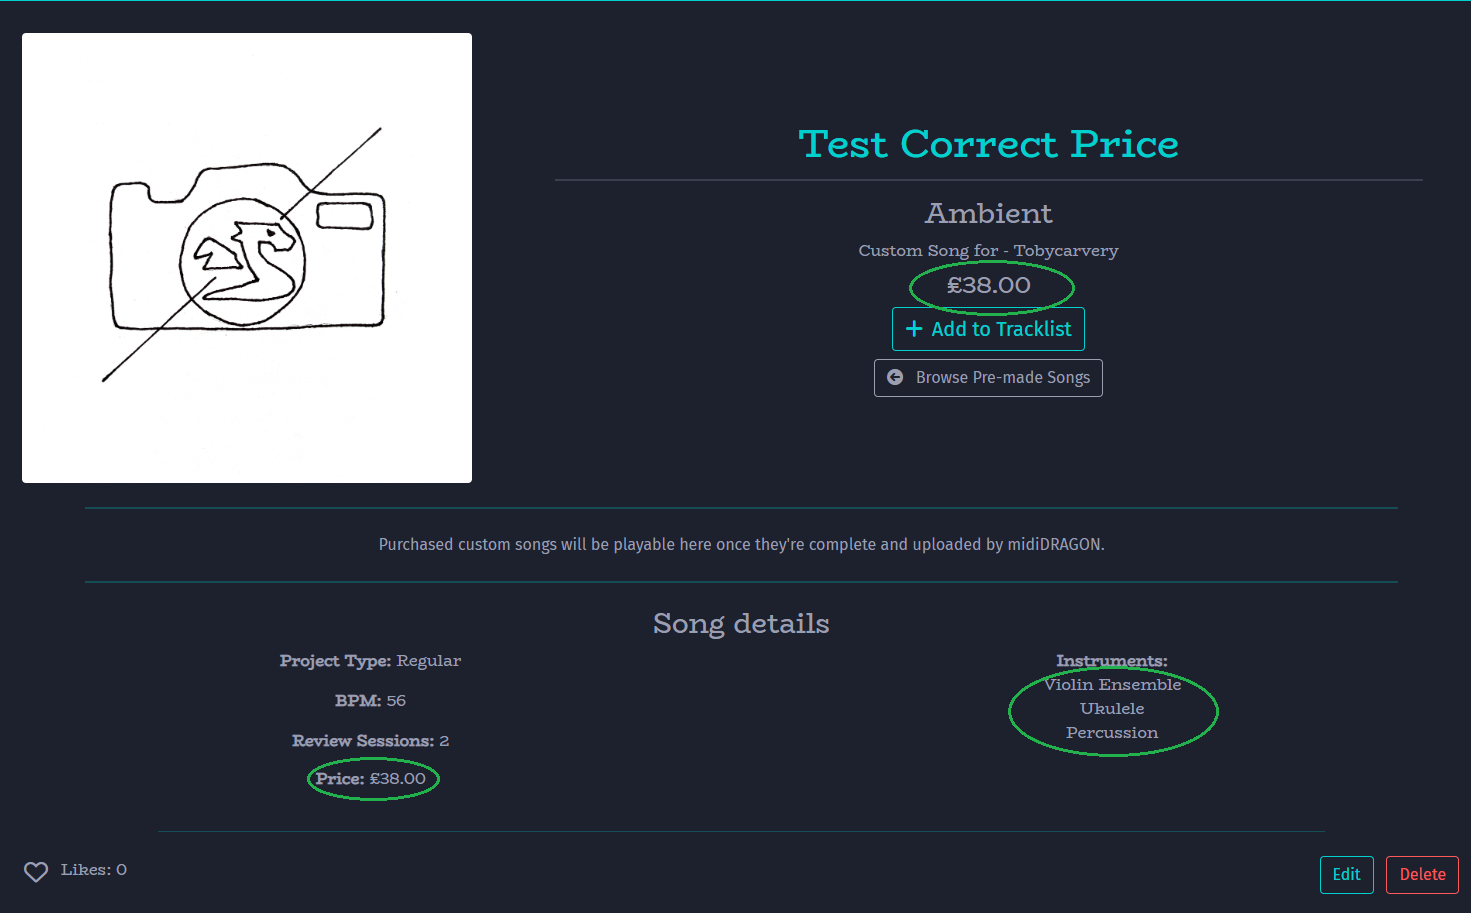 Test Correct Price
Ambient
Custom Song for - Tobycarvery
£38.00
+ Add to Tracklist
Browse Pre-made Songs
Purchased custom songs will be playable here once they're complete and uploaded by midiDRAGON.
Song details
Project Type: Regular
BPM: 56
Review Sessions: 2
Price: £38.00
Instruments:
Violin Ensemble
Ukulele
Percussion
Likes: 0
Edit
Delete